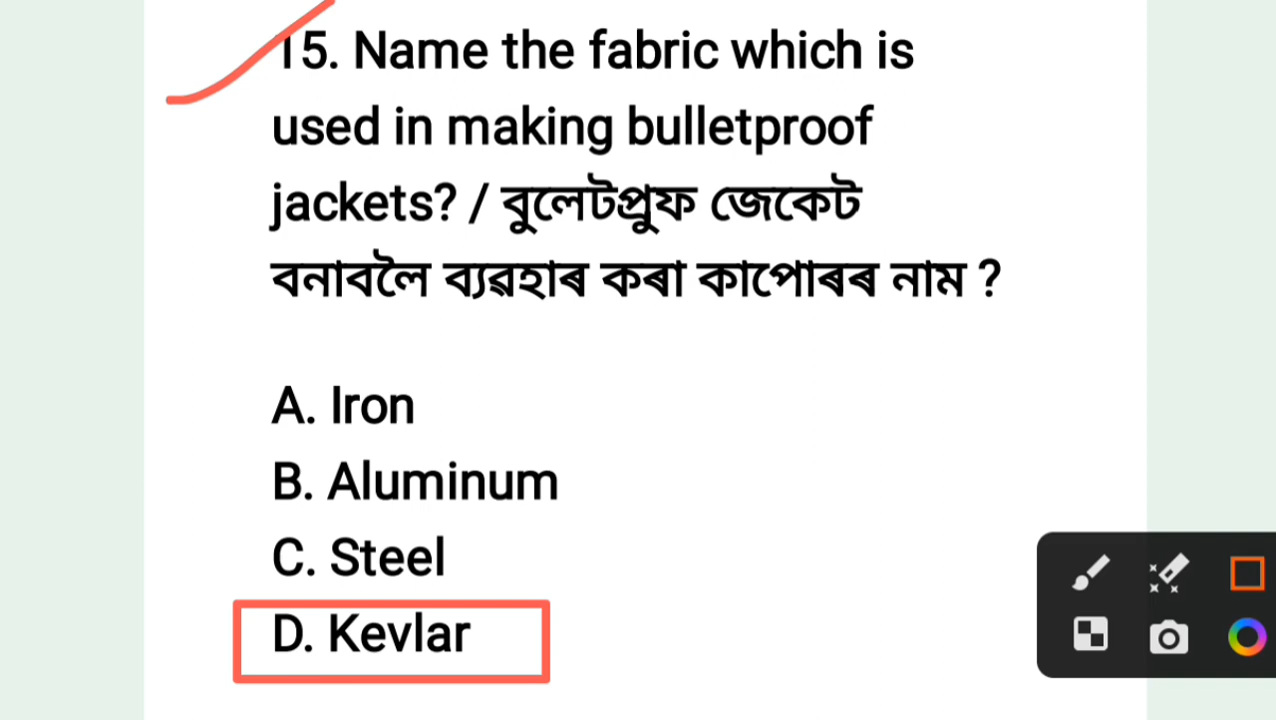 15. Name the fabric which is
used in making bulletproof
jackets? / বুলেটপ্ৰুফ জেকেট
বনাবলৈ ব্যৱহাৰ কৰা কাপোৰৰ নাম ?
A. Iron
B. Aluminum
C. Steel
D. Kevlar